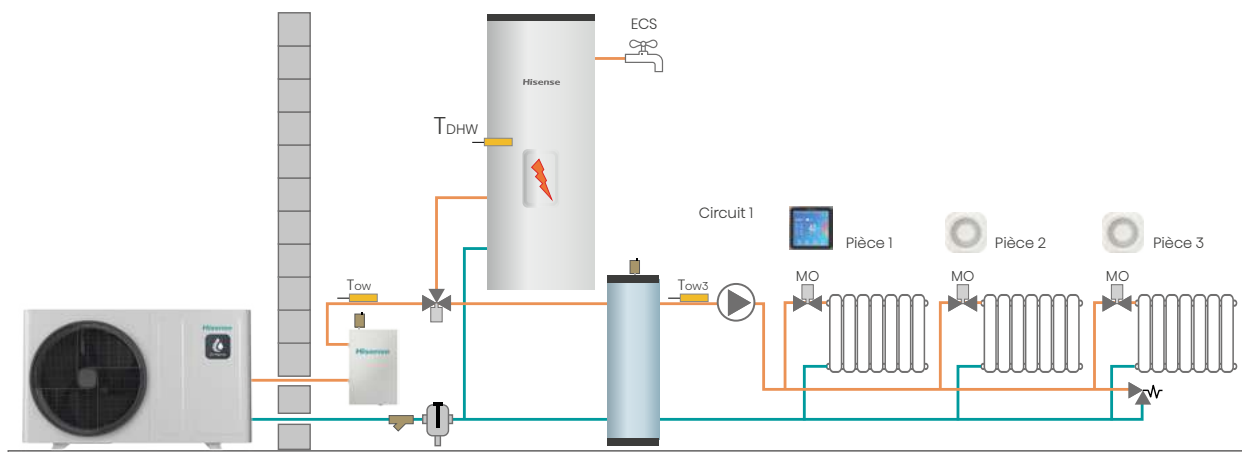 ECS
Hisense
TDHW
Circuit 1
Pièce 1
Pièce 2
Pièce 3
MO
MO
MO
Tow
Tow3
Hisense
Hisense